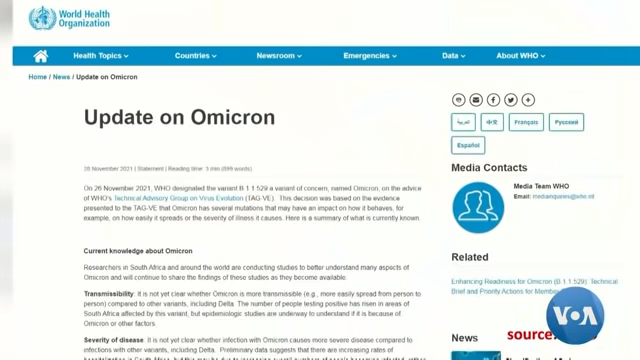 World Health
Organization
Health Topics
Countries
Newsroom
Emergencies
Data
About WHO
Home / News / Update on Omicron
Update on Omicron
العربية
中文
Français
Русский
Español
28 November 2021 | Statement | Reading time: 3 min (899 words)
Media Contacts
Media Team WHO
Email: mediainquiries@who.int
On 26 November 2021, WHO designated the variant B.1.1.529 a variant of concern, named Omicron, on the advice
of WHO's Technical Advisory Group on Virus Evolution (TAG-VE). This decision was based on the evidence
presented to the TAG-VE that Omicron has several mutations that may have an impact on how it behaves, for
example, on how easily it spreads or the severity of illness it causes. Here is a summary of what is currently known.
Current knowledge about Omicron
Researchers in South Africa and around the world are conducting studies to better understand many aspects of
Omicron and will continue to share the findings of these studies as they become available.
Transmissibility: It is not yet clear whether Omicron is more transmissible (e.g., more easily spread from person to
person) compared to other variants, including Delta. The number of people testing positive has risen in areas of
South Africa affected by this variant, but epidemiologic studies are underway to understand if it is because of
Omicron or other factors.
Severity of disease: It is not yet clear whether infection with Omicron causes more severe disease compared to
infections with other variants, including Delta. Preliminary data suggests that there are increasing rates of
Related
Enhancing Readiness for Omicron (B.1.1.529): Technical
Brief and Priority Actions for
News
source:
VOA